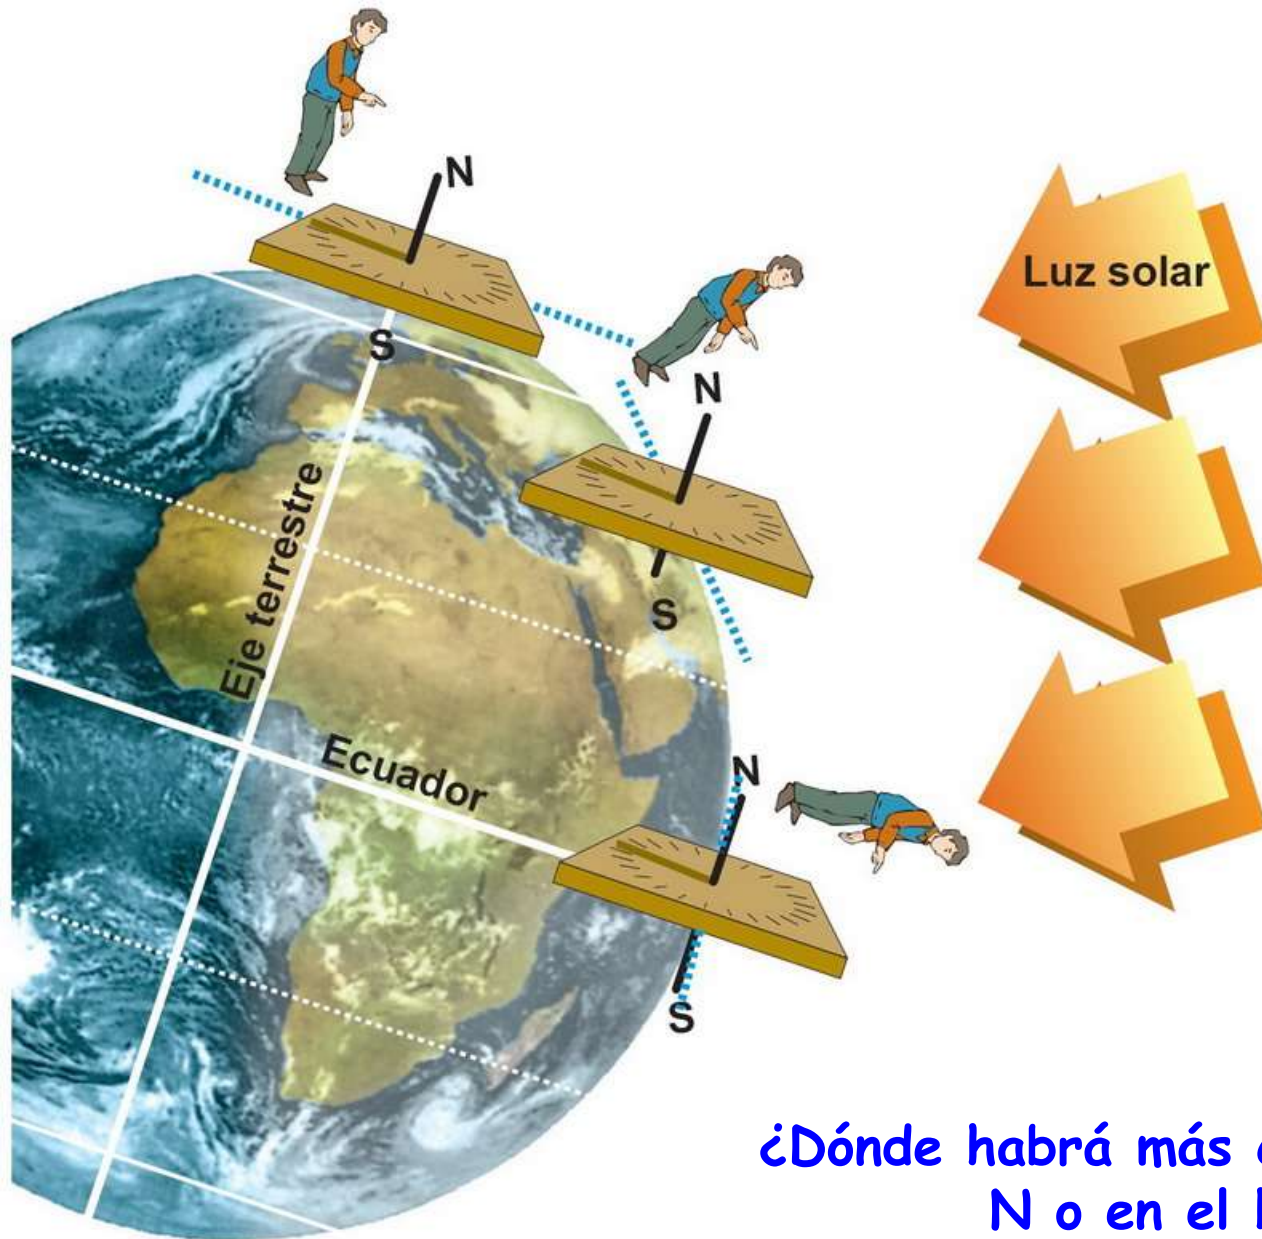 N
Luz solar
S
N
Eje terrestre
S
Ecuador
N
S
¿Dónde habrá más
N o en el